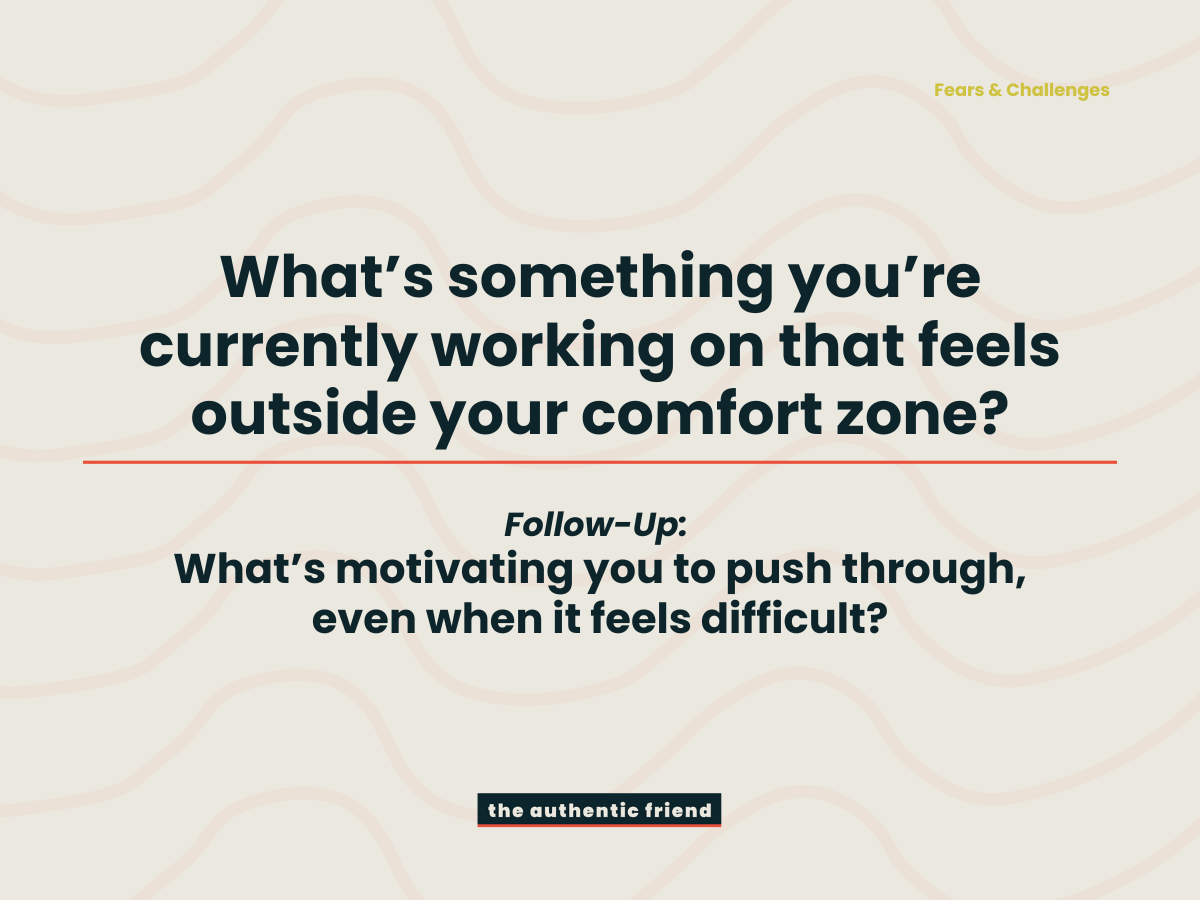 Fears & Challenges
What’s something you’re
currently working on that feels
outside your comfort zone?
Follow-Up:
What’s motivating you to push through,
even when it feels difficult?
the authentic friend